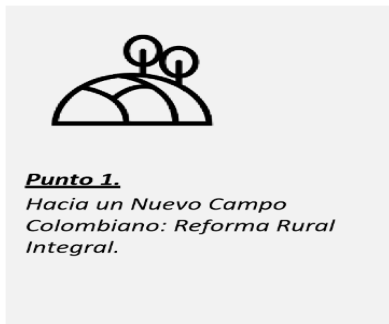 Punto 1.
Hacia un Nuevo Campo
Colombiano: Reforma Rural
Integral.